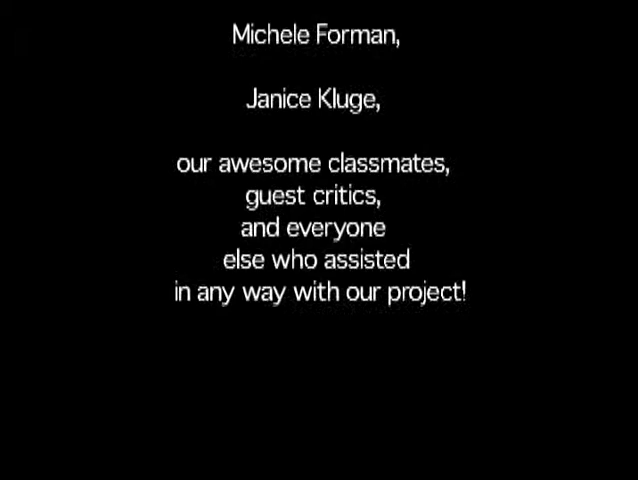 Michele Forman,
Janice Kluge,
our awesome classmates,
guest critics,
and everyone
else who assisted
in any way with our project!